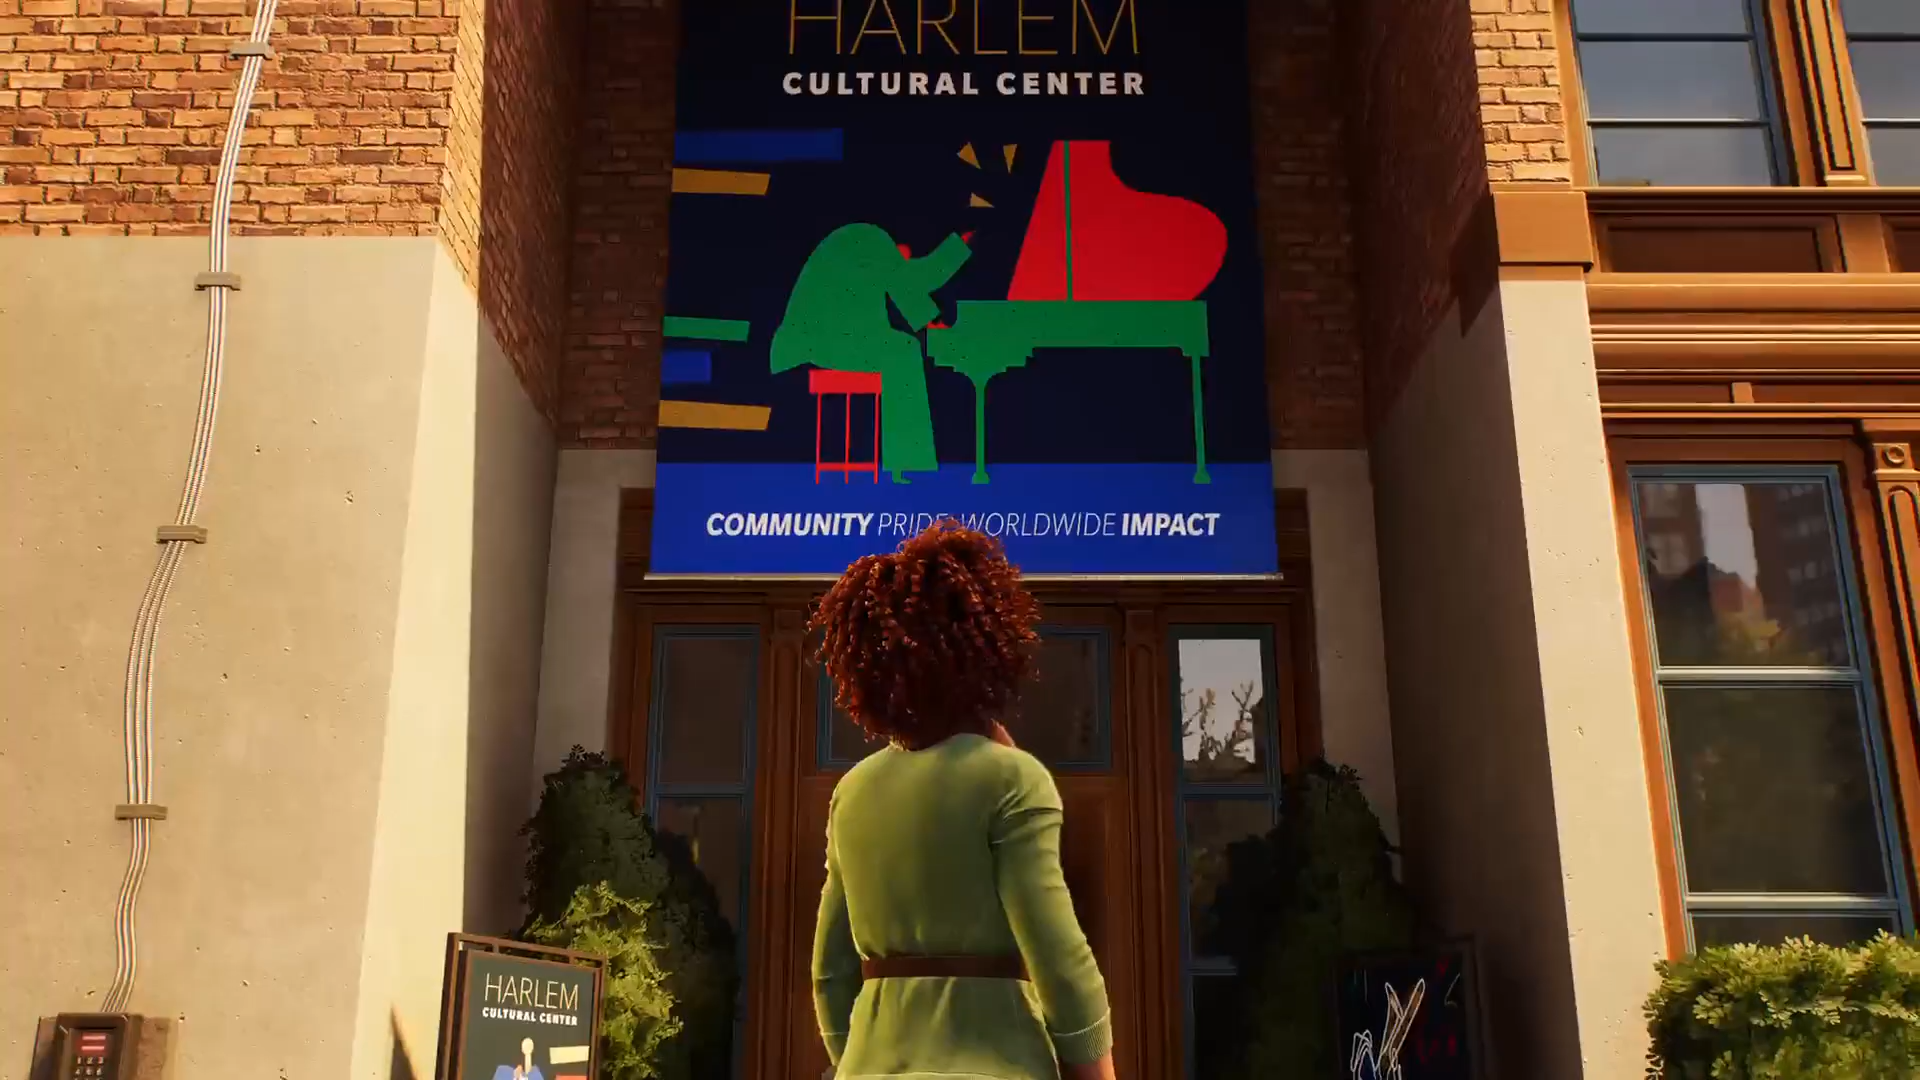 HARLEM
CULTURAL CENTER
COMMUNITY PRIDE WORLDWIDE IMPACT
HARLEM
CULTURAL CENTER